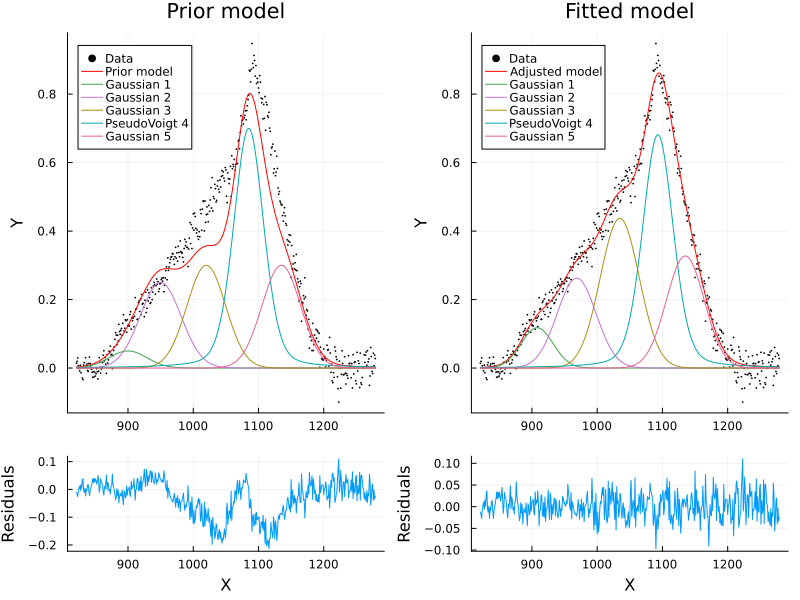 Prior model
Data
Prior model
Gaussian 1
Gaussian 2
Gaussian 3
PseudoVoigt 4
Gaussian 5
Y
0.8
0.6
0.4
0.2
0.0
900 1000 1100 1200
Residuals
0.1
0.0
−0.1
−0.2
900 1000 1100 1200
X
Fitted model
Data
Adjusted model
Gaussian 1
Gaussian 2
Gaussian 3
PseudoVoigt 4
Gaussian 5
Y
0.8
0.6
0.4
0.2
0.0
900 1000 1100 1200
Residuals
0.10
0.05
0.00
−0.05
−0.10
900 1000 1100 1200
X